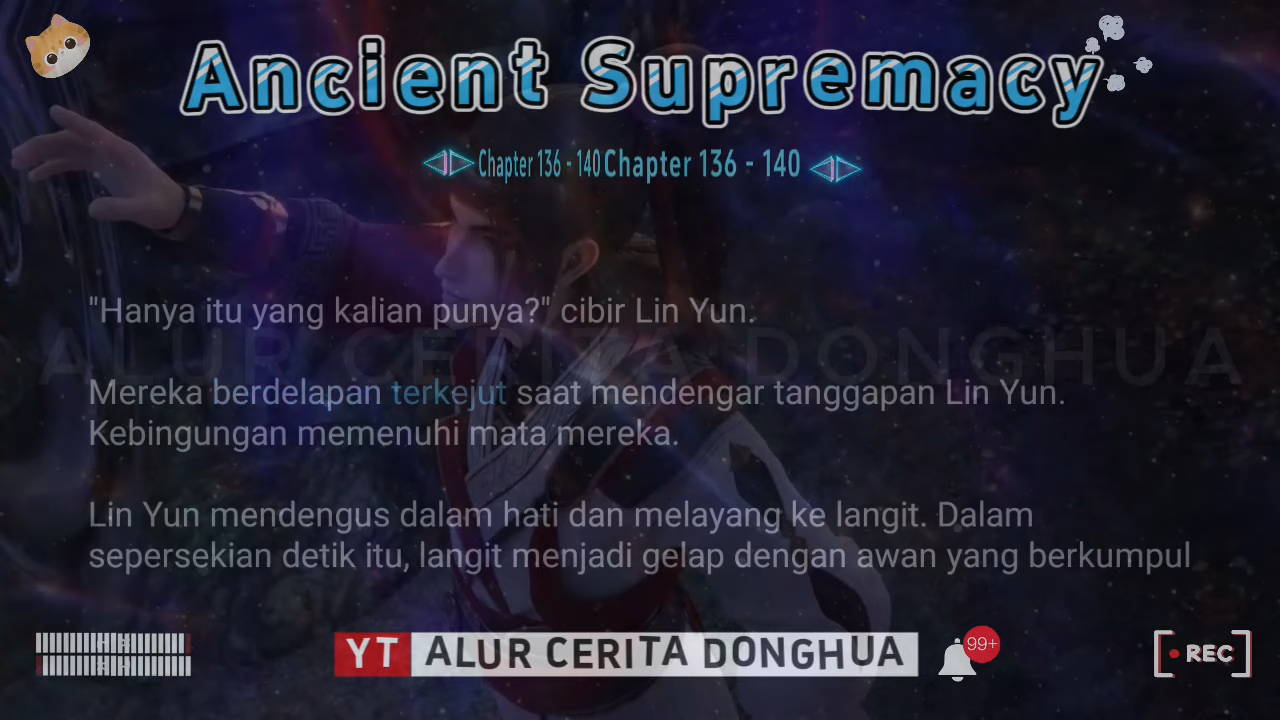 Ancient Supremacy
Chapter 136 - 140 Chapter 136 - 140
"Hanya itu yang kalian punya?" cibir Lin Yun.
ALUR CERITA DONGHUA
Mereka berdelapan terkejut saat mendengar tanggapan Lin Yun.
Kebingungan memenuhi mata mereka.
Lin Yun mendengus dalam hati dan melayang ke langit. Dalam
sepersekian detik itu, langit menjadi gelap dengan awan yang berkumpul
YT ALUR CERITA DONGHUA
99+
REC